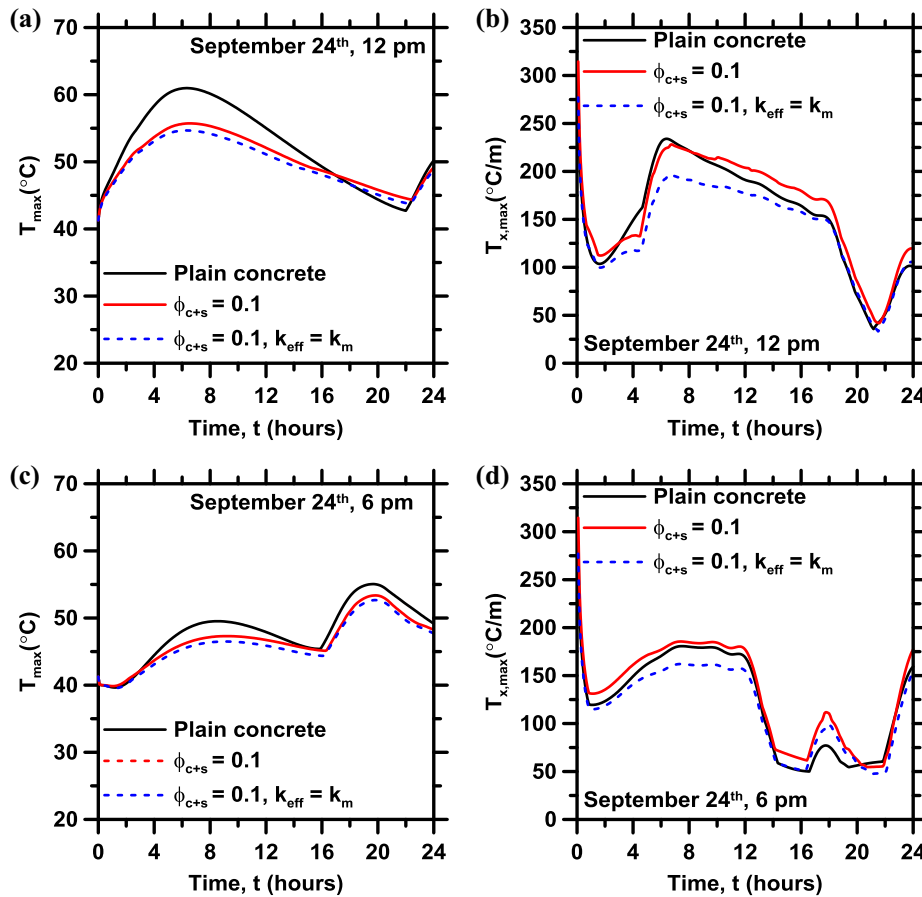 (a)
September 24th, 12 pm
Tmax(°C)
70
60
50
40
30
20
Plain concrete
ϕc+s = 0.1
ϕc+s = 0.1, keff = km
0 4 8 12 16 20 24
Time, t (hours)
(b)
Plain concrete
ϕc+s = 0.1
ϕc+s = 0.1, keff = km
Tx,max(°C/m)
350
300
250
200
150
100
50
0
September 24th, 12 pm
0 4 8 12 16 20 24
Time, t (hours)
(c)
September 24th, 6 pm
Tmax(°C)
70
60
50
40
30
20
Plain concrete
ϕc+s = 0.1
ϕc+s = 0.1, keff = km
0 4 8 12 16 20 24
Time, t (hours)
(d)
Plain concrete
ϕc+s = 0.1
ϕc+s = 0.1, keff = km
Tx,max(°C/m)
350
300
250
200
150
100
50
0
September 24th, 6 pm
0 4 8 12 16 20 24
Time, t (hours)